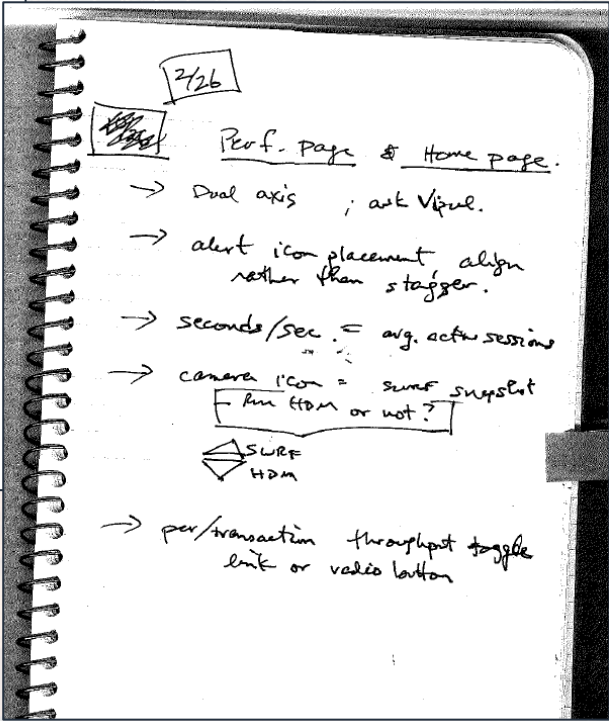 2/26
Perf. page & Home page.
→ Dual axis ; ask Vipul.
→ alert icon placement, align
rather than stagger.
→ seconds/sec. = avg. active sessions
→ camera icon = SWRF snapshot
Run HDM or not?
SWRF
HDM
→ per/transaction throughput toggle
link or radio button